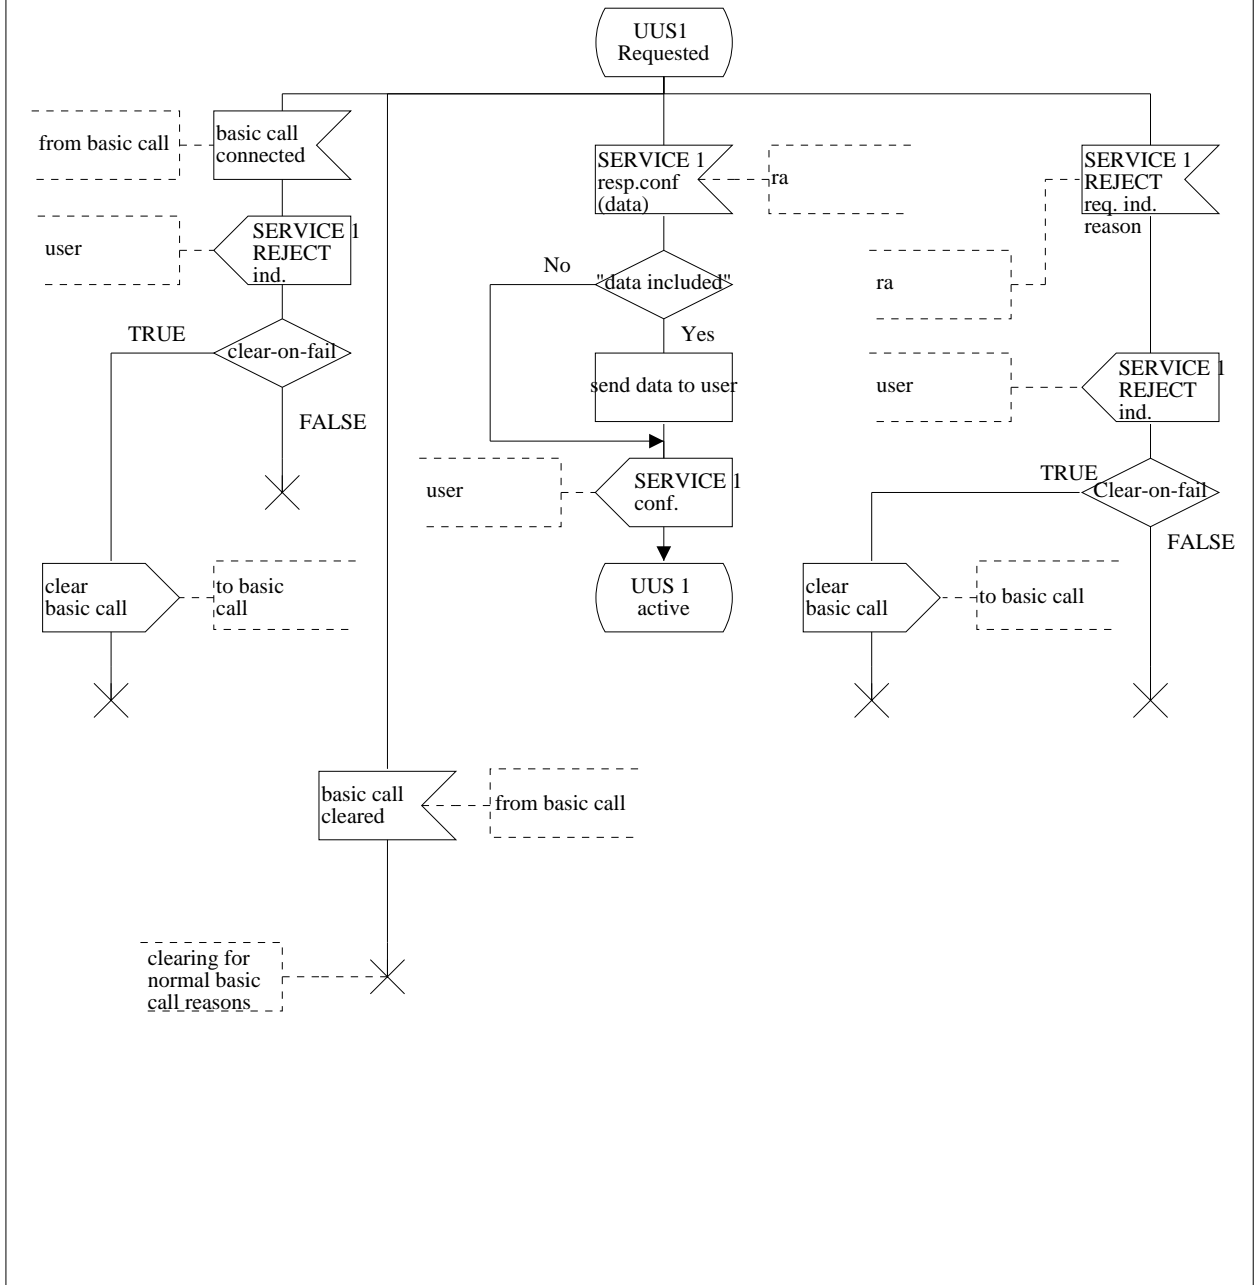 UUS1
Requested
from basic call
basic call
connected
SERVICE 1
resp.conf
(data)
ra
SERVICE 1
REJECT
req. ind.
reason
user
SERVICE 1
REJECT
ind.
No
"data included"
ra
TRUE
clear-on-fail
Yes
send data to user
user
SERVICE 1
REJECT
ind.
FALSE
user
SERVICE 1
conf.
TRUE
Clear-on-fail
FALSE
clear
basic call
to basic
call
UUS 1
active
clear
basic call
to basic call
basic call
cleared
from basic call
clearing for
normal basic
call reasons